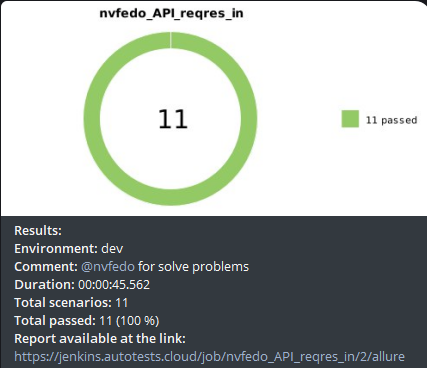 nvfedo_API_reqres_in
11
11 passed
Results:
Environment: dev
Comment: @nvfedo for solve problems
Duration: 00:00:45.562
Total scenarios: 11
Total passed: 11 (100 %)
Report available at the link:
https://jenkins.autotests.cloud/job/nvfedo_API_reqres_in/2/allure